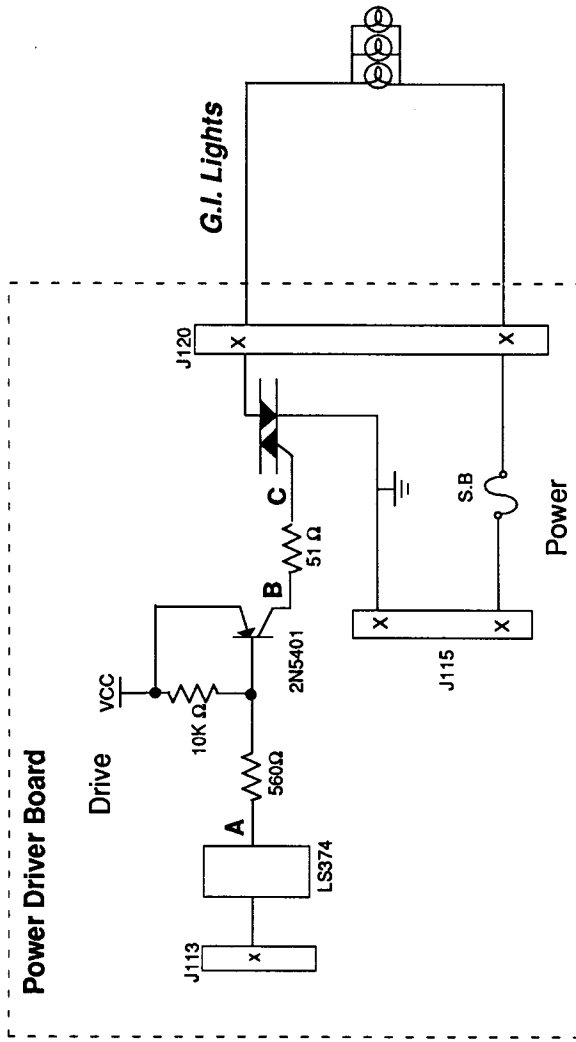 Power Driver Board
Drive
VCC
10K Ω
J113
X
LS374
A
560Ω
2N5401
B
51 Ω
C
J120
X
X
G.I. Lights
J115
X
X
S.B
Power